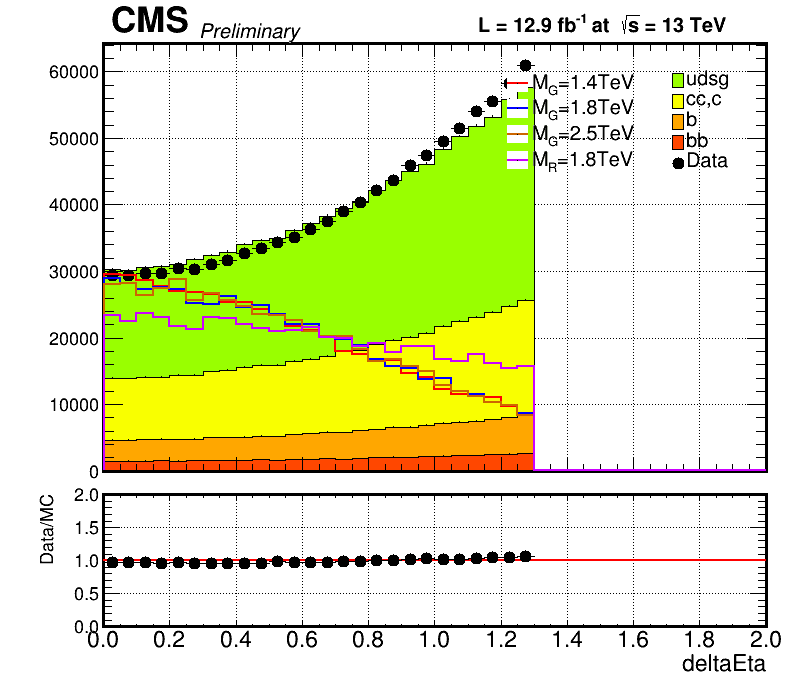 CMS Preliminary L = 12.9 fb-1 at √s = 13 TeV
60000
50000
40000
30000
20000
10000
0
MG=1.4TeV
MG=1.8TeV
MG=2.5TeV
MR=1.8TeV
udsg
cc,c
b
bb
Data
Data/MC
2.0
1.5
1.0
0.5
0.0
0.0 0.2 0.4 0.6 0.8 1.0 1.2 1.4 1.6 1.8 2.0
deltaEta